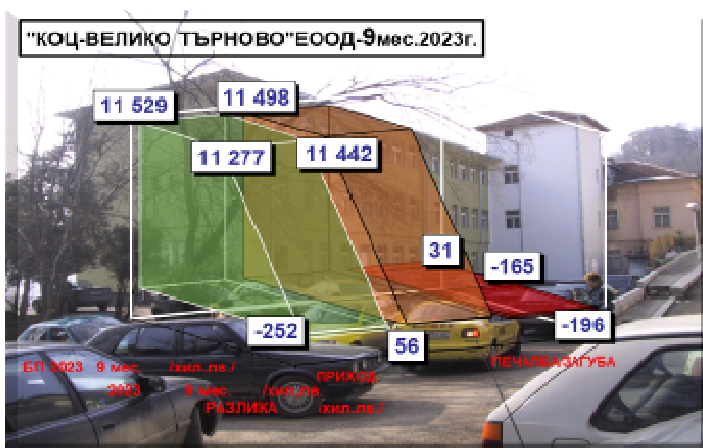 "КОЦ-ВЕЛИКО ТЪРНОВО"ЕООД-9мес.2023г.
11 529
11 498
11 277
11 442
31
-165
-252
56
-196
БП 2023 9 мес. /хил.лв./
ПРИХОД
ПЕЧАЛБА/ЗАГУБА
2023 9 мес. /хил.лв.
РАЗЛИКА /хил.лв./